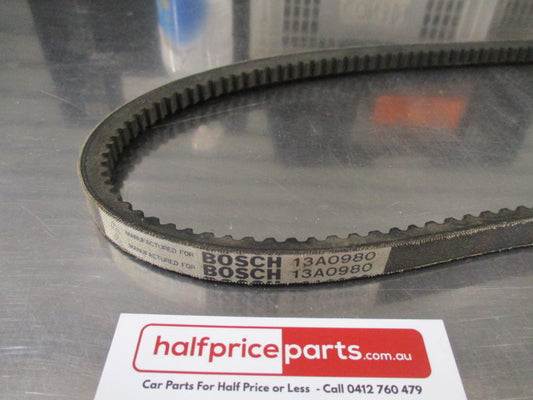 MANUFACTURED FOR BOSCH 13A0980
MANUFACTURED FOR BOSCH 13A0980
halfpriceparts.com.au
Car Parts For Half Price or Less - Call 0412 760 479